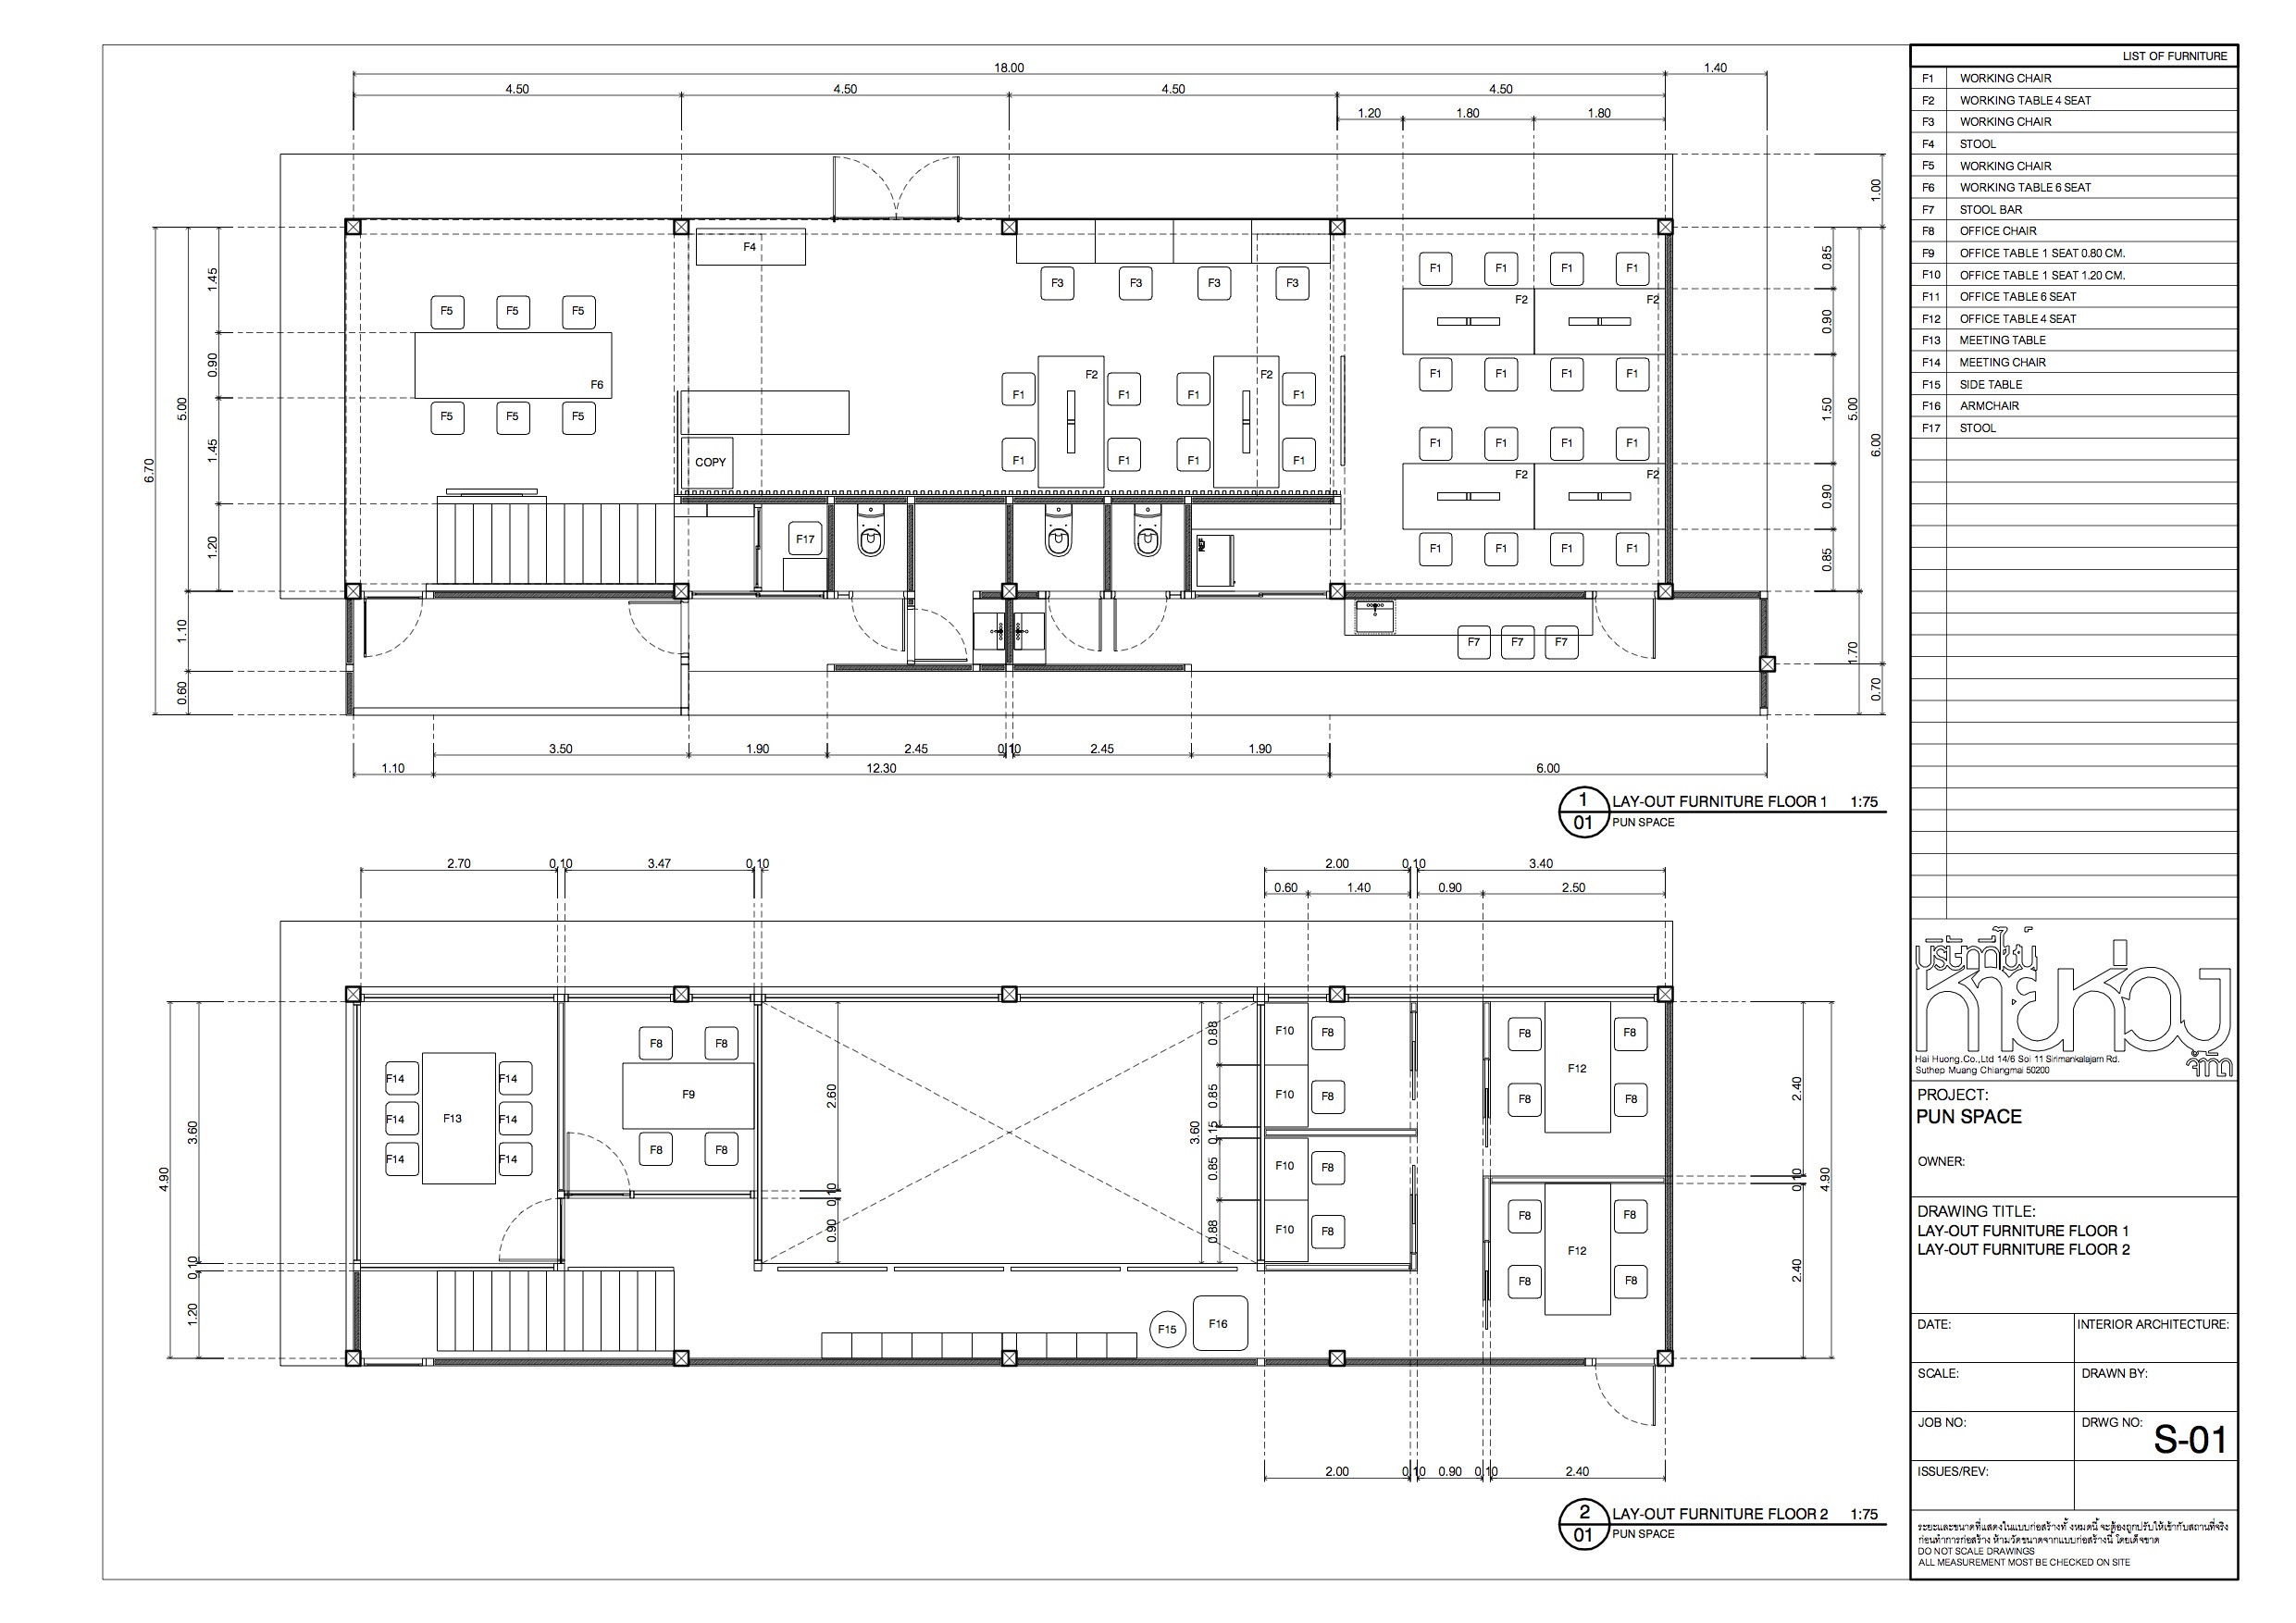 18.00
1.40
4.50
4.50
4.50
4.50
1.20
1.80
1.80
1.00
F4
F3
F3
F3
F3
F1
F1
F1
F1
0.85
1.45
F5
F5
F5
F2
F2
0.90
0.90
F6
F2
F2
F1
F1
F1
F1
F1
F1
F1
F1
5.00
F5
F5
F5
1.50
5.00
6.00
1.45
COPY
F1
F1
F1
F1
F1
F1
F1
F1
6.70
F2
F2
0.90
1.20
F17
REF
F1
F1
F1
F1
0.85
1.10
F7
F7
F7
1.70
0.60
0.70
3.50
1.90
2.45
0.10
2.45
1.90
1.10
12.30
6.00
1
01
LAY-OUT FURNITURE FLOOR 1
1:75
PUN SPACE
2.70
0.10
3.47
0.10
2.00
0.10
3.40
0.60
1.40
0.90
2.50
F8
F8
0.88
F10
F8
F8
F8
F14
F14
F13
F9
2.60
0.85
F10
F8
F12
F8
F8
2.40
F14
F14
3.60
3.60
0.15
F14
F14
F8
F8
0.85
F10
F8
4.90
0.10
0.10
4.90
0.90
0.88
F10
F8
F8
F8
F12
0.10
F8
F8
2.40
1.20
F15
F16
2.00
0.10
0.90
0.10
2.40
2
01
LAY-OUT FURNITURE FLOOR 2
1:75
PUN SPACE
LIST OF FURNITURE
F1 WORKING CHAIR
F2 WORKING TABLE 4 SEAT
F3 WORKING CHAIR
F4 STOOL
F5 WORKING CHAIR
F6 WORKING TABLE 6 SEAT
F7 STOOL BAR
F8 OFFICE CHAIR
F9 OFFICE TABLE 1 SEAT 0.80 CM.
F10 OFFICE TABLE 1 SEAT 1.20 CM.
F11 OFFICE TABLE 6 SEAT
F12 OFFICE TABLE 4 SEAT
F13 MEETING TABLE
F14 MEETING CHAIR
F15 SIDE TABLE
F16 ARMCHAIR
F17 STOOL
หายห่วง
จำกัด
Hai Huong.Co.,Ltd 14/6 Soi 11 Sirimankalajarn Rd.
Suthep Muang Chiangmai 50200
PROJECT:
PUN SPACE
OWNER:
DRAWING TITLE:
LAY-OUT FURNITURE FLOOR 1
LAY-OUT FURNITURE FLOOR 2
DATE:
INTERIOR ARCHITECTURE:
SCALE:
DRAWN BY:
JOB NO:
DRWG NO:
S-01
ISSUES/REV:
ระยะและขนาดที่แสดงในแบบก่อสร้างทั้งหมดนี้ จะต้องถูกปรับให้เข้ากับสถานที่จริง
ก่อนทำการก่อสร้าง ห้ามวัดขนาดจากแบบก่อสร้างนี้ โดยเด็จขาด
DO NOT SCALE DRAWINGS
ALL MEASUREMENT MOST BE CHECKED ON SITE